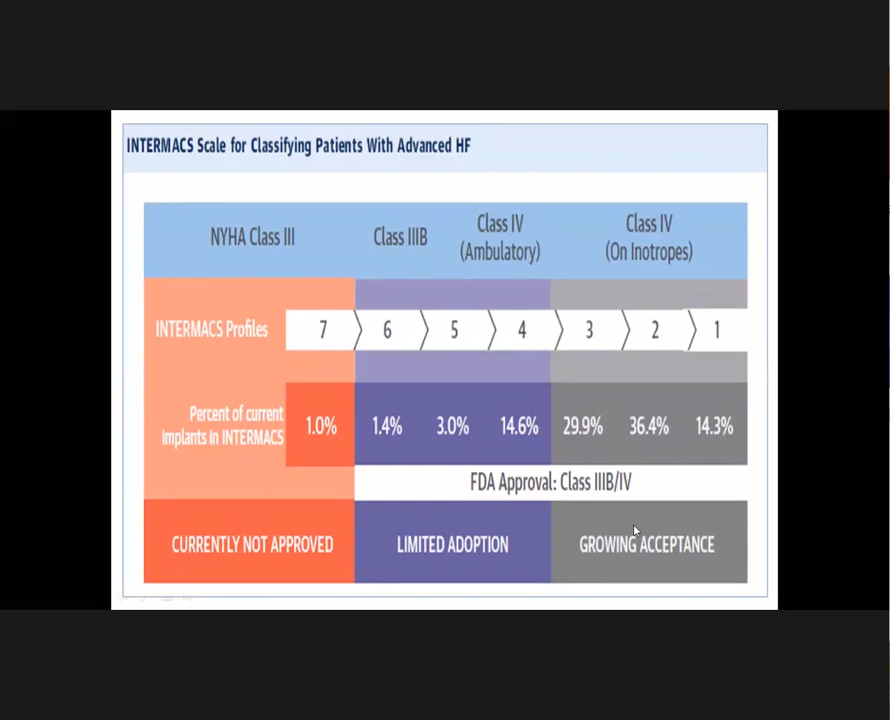 INTERMACS Scale for Classifying Patients With Advanced HF
NYHA Class III
Class IIIB
Class IV
(Ambulatory)
Class IV
(On Inotropes)
INTERMACS Profiles
7 6 5 4 3 2 1
Percent of current
Implants in INTERMACS
1.0% 1.4% 3.0% 14.6% 29.9% 36.4% 14.3%
FDA Approval: Class IIIB/IV
CURRENTLY NOT APPROVED
LIMITED ADOPTION
GROWING ACCEPTANCE